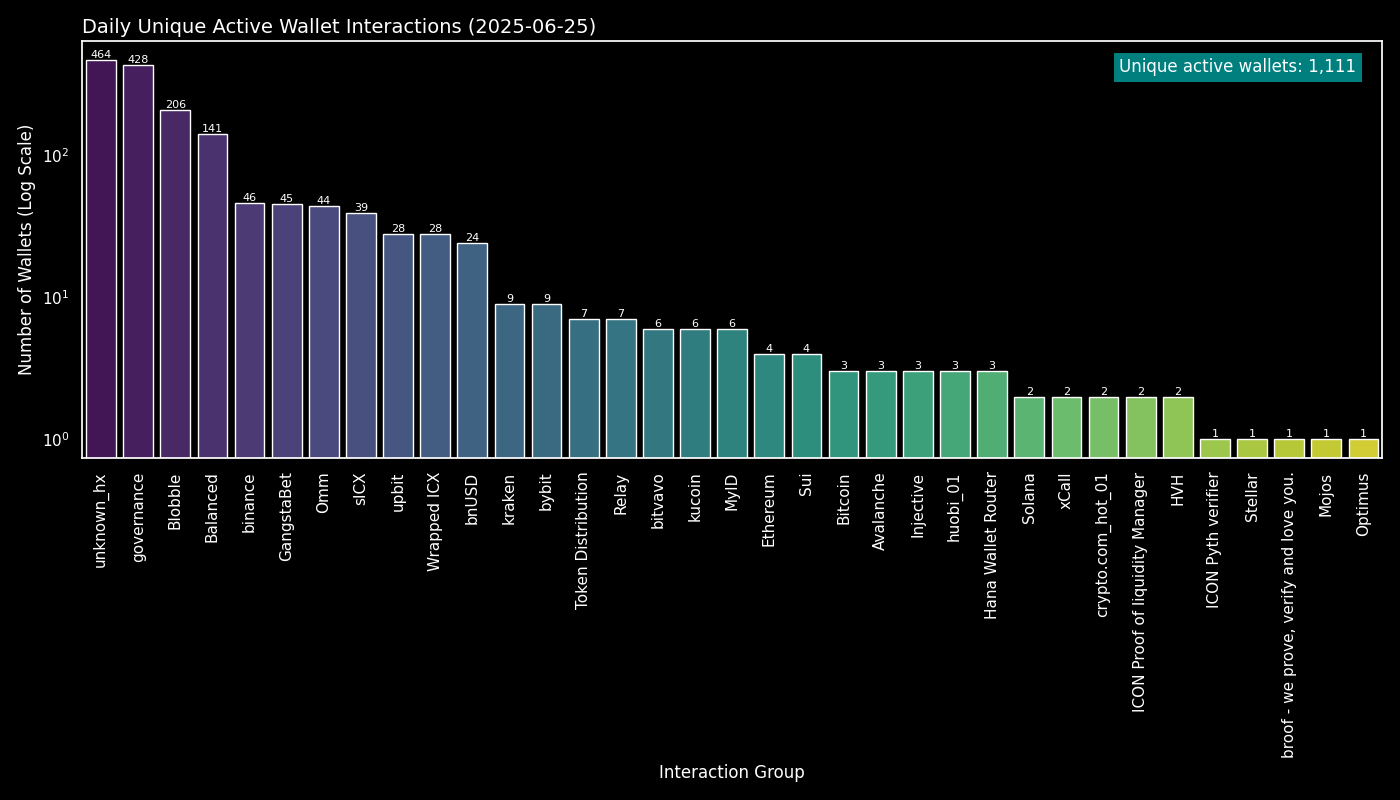 Daily Unique Active Wallet Interactions (2025-06-25)
Unique active wallets: 1,111
Number of Wallets (Log Scale)
10²
10¹
10⁰
464
428
206
141
46
45
44
39
28
28
24
9
9
7
7
6
6
6
4
4
3
3
3
3
3
2
2
2
2
2
1
1
1
1
1
unknown_hx
governance
Blobble
Balanced
binance
GangstaBet
Omm
sICX
upbit
Wrapped ICX
bnUSD
kraken
bybit
Token Distribution
Relay
bitvavo
kucoin
MyID
Ethereum
Sui
Bitcoin
Avalanche
Injective
huobi_01
Hana Wallet Router
Solana
xCall
crypto.com_hot_01
ICON Proof of liquidity Manager
HVH
ICON Pyth verifier
Stellar
broof - we prove, verify and love you.
Mojos
Optimus
Interaction Group